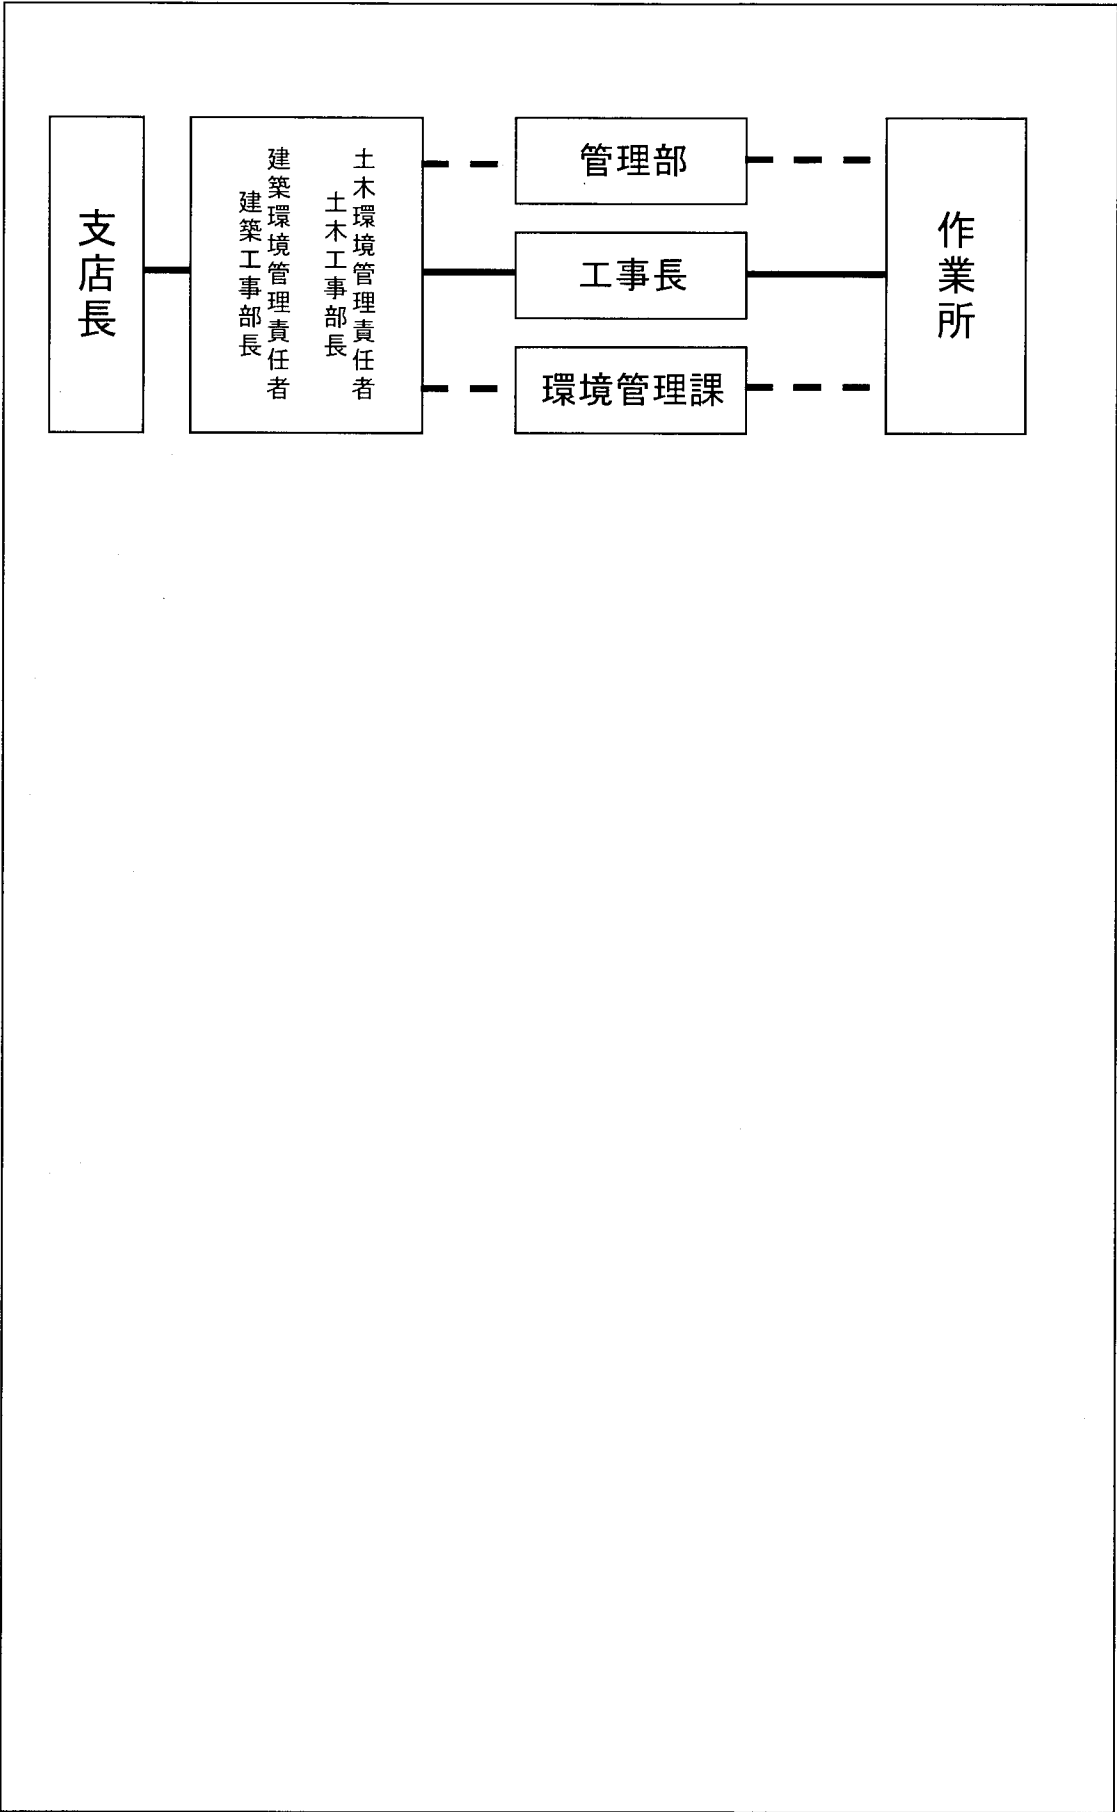 支店長
土木環境管理責任者
土木工事部長
建築環境管理責任者
建築工事部長
管理部
工事長
環境管理課
作業所